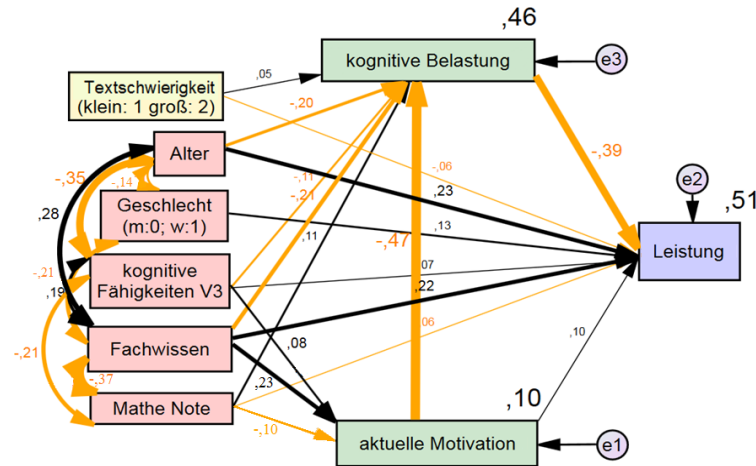 ,46
kognitive Belastung
e3
Textschwierigkeit
(klein: 1 groß: 2)
,05
-,20
Alter
-,06
-,39
-,35
-,14
-,11
-,21
,23
e2
Geschlecht
(m:0; w:1)
,51
,28
,11
-,47
,13
Leistung
kognitive
Fähigkeiten V3
-,21
,19
07
,22
Fachwissen
,08
06
,10
-,21
-,37
,23
Mathe Note
,10
-,10
aktuelle Motivation
e1